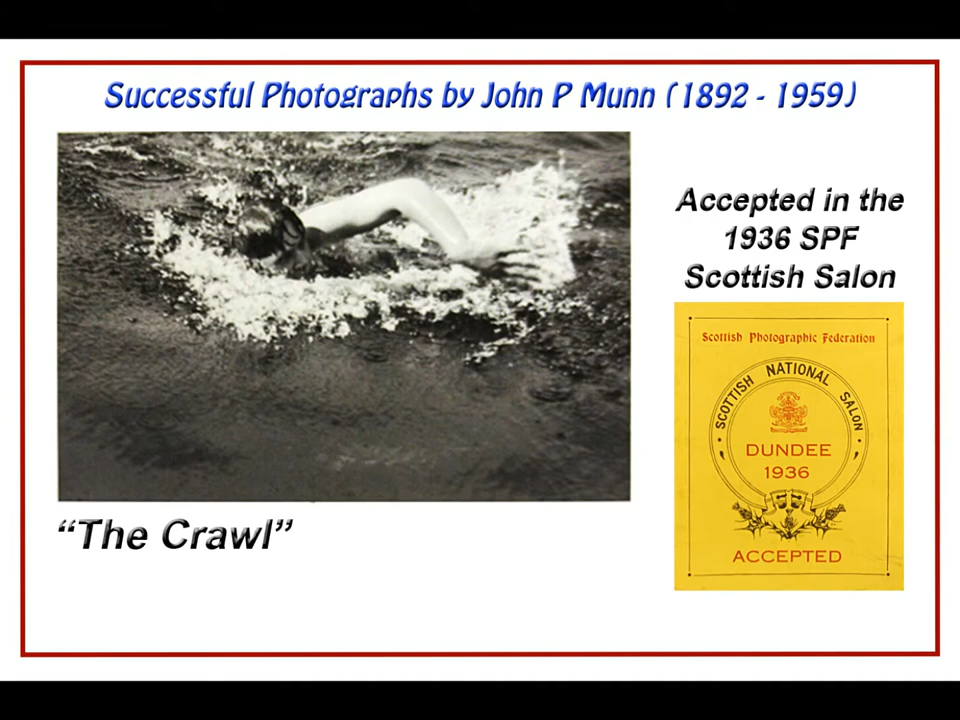 Successful Photographs by John P Munn (1892 - 1959)
Accepted in the
1936 SPF
Scottish Salon
Scottish Photographic Federation
SCOTTISH NATIONAL SALON
DUNDEE
1936
ACCEPTED
“The Crawl”